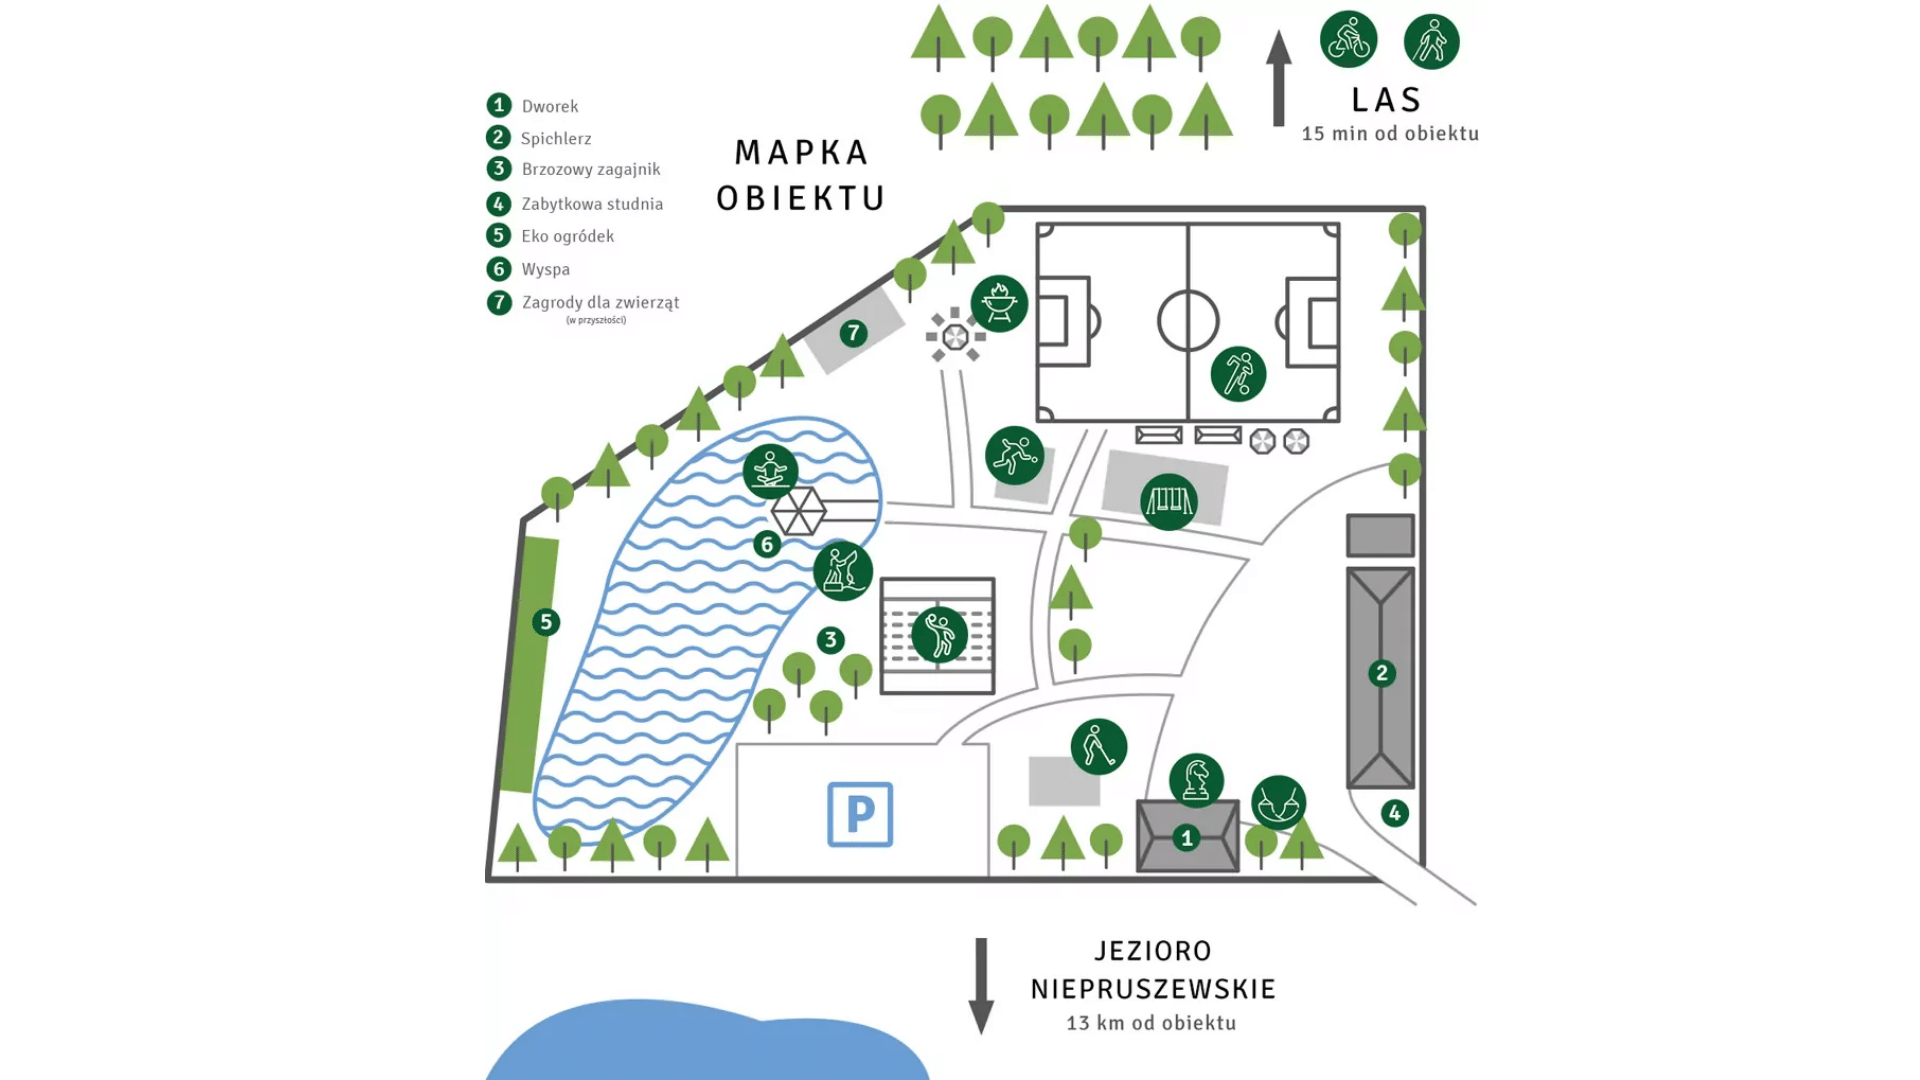 1 Dworek
2 Spichlerz
3 Brzozowy zagajnik
4 Zabytkowa studnia
5 Eko ogródek
6 Wyspa
7 Zagrody dla zwierząt
(w przyszłości)
MAPKA
OBIEKTU
LAS
15 min od obiektu
7
6
5
3
2
P
4
1
JEZIORO
NIEPRUSZEWSKIE
13 km od obiektu